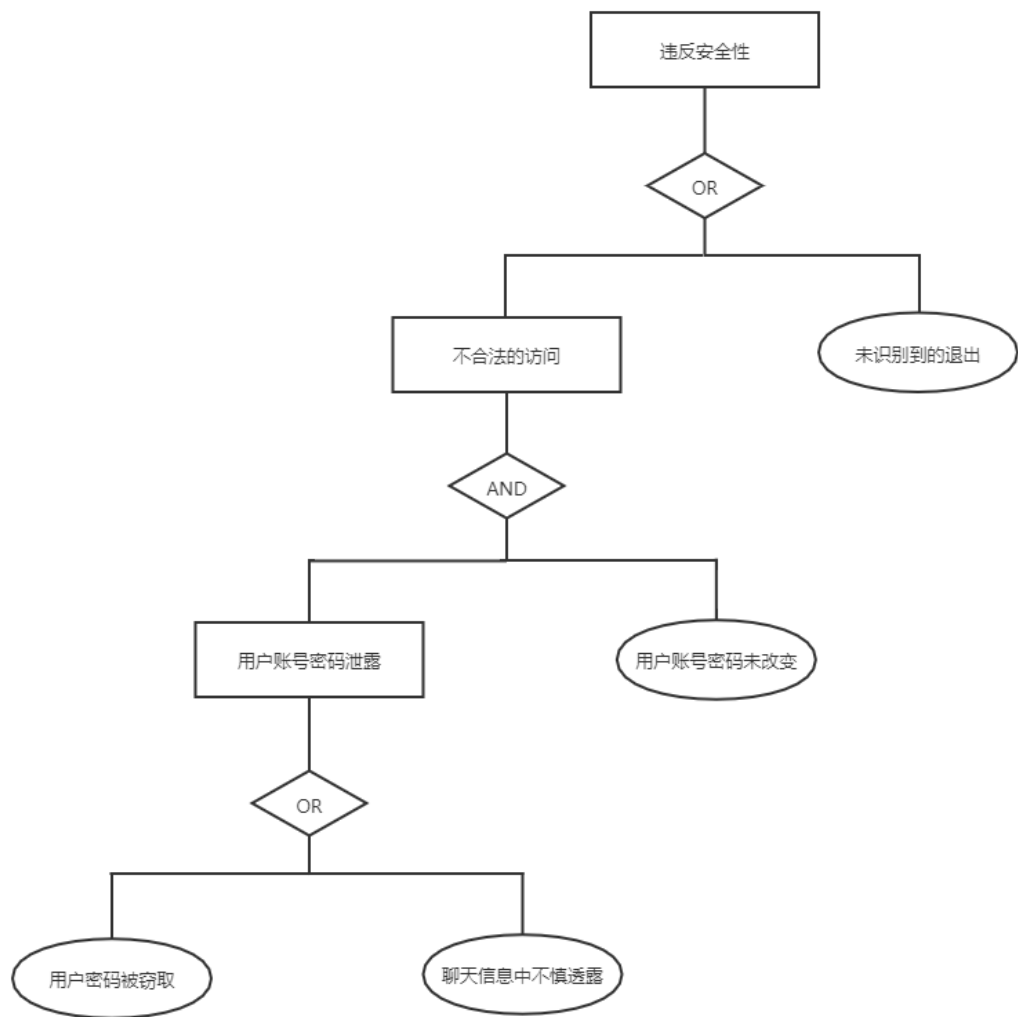 违反安全性
OR
不合法的访问
未识别到的退出
AND
用户账号密码泄露
用户账号密码未改变
OR
用户密码被窃取
聊天信息中不慎透露